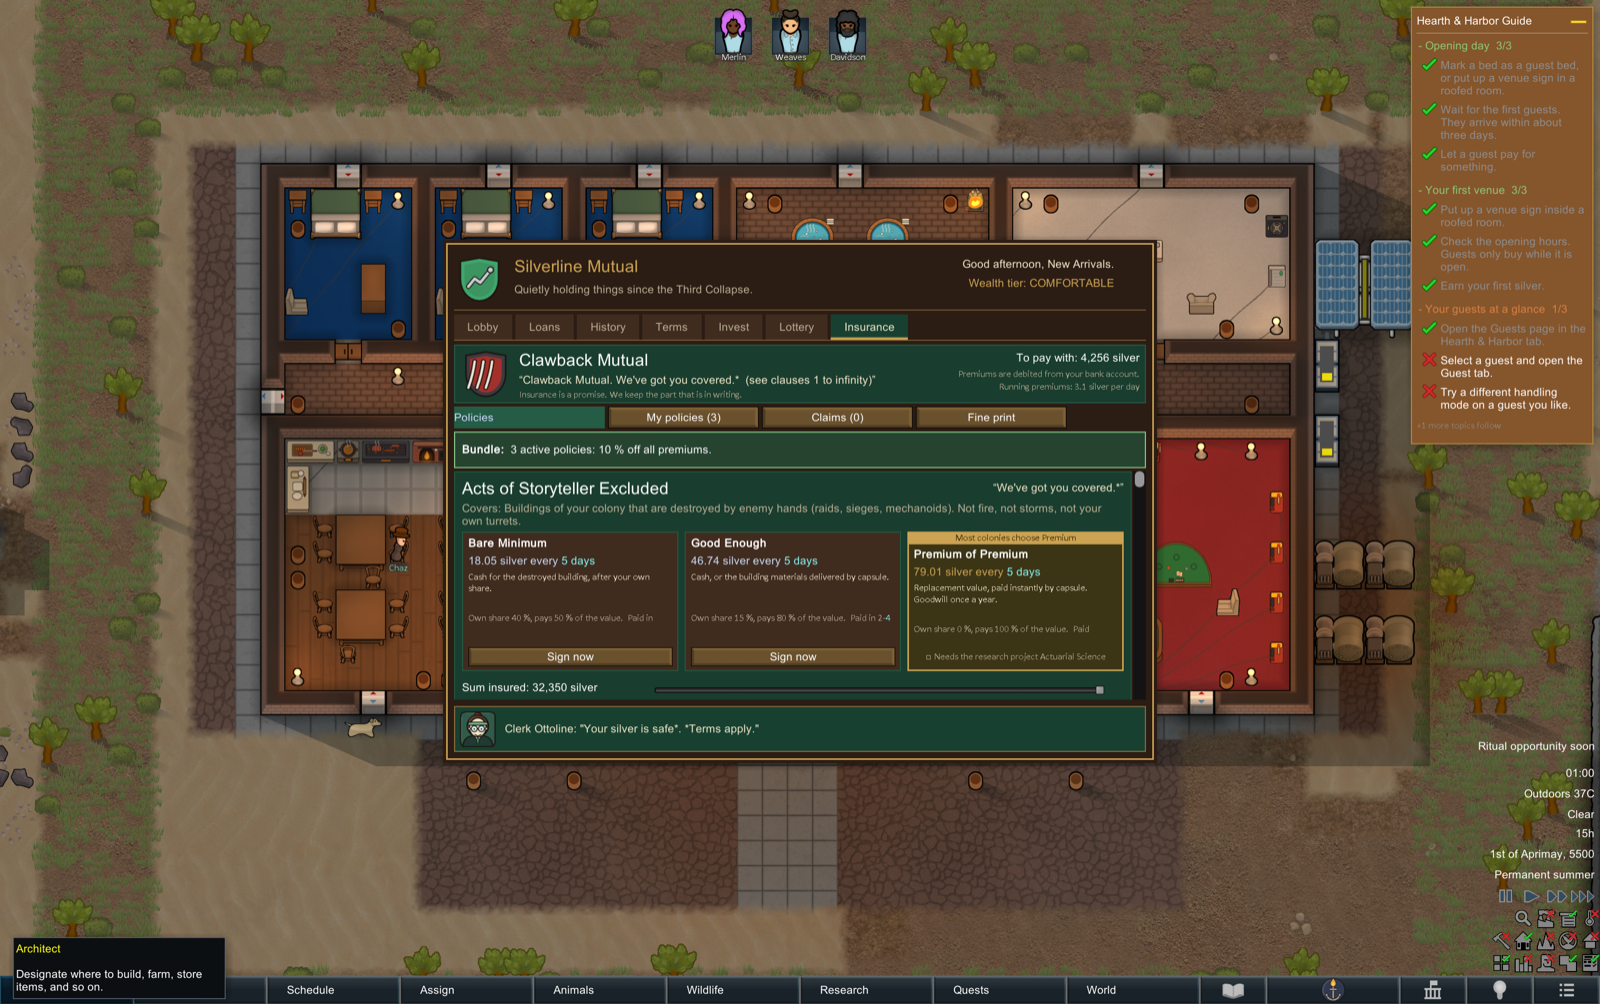 Merlin
Weaves
Davidson
Hearth & Harbor Guide
- Opening day 3/3
Mark a bed as a guest bed,
or put up a venue sign in a
roofed room.
Wait for the first guests.
They arrive within about
three days.
Let a guest pay for
something.
- Your first venue 3/3
Put up a venue sign inside a
roofed room.
Check the opening hours.
Guests only buy while it is
open.
Earn your first silver.
- Your guests at a glance 1/3
Open the Guests page in the
Hearth & Harbor tab.
Select a guest and open the
Guest tab.
Try a different handling
mode on a guest you like.
+1 more topics follow
Silverline Mutual
Quietly holding things since the Third Collapse.
Good afternoon, New Arrivals.
Wealth tier: COMFORTABLE
Lobby
Loans
History
Terms
Invest
Lottery
Insurance
Clawback Mutual
"Clawback Mutual. We've got you covered.* (see clauses 1 to infinity)"
Insurance is a promise. We keep the part that is in writing.
To pay with: 4,256 silver
Premiums are debited from your bank account.
Running premiums: 3.1 silver per day
Policies
My policies (3)
Claims (0)
Fine print
Bundle: 3 active policies: 10 % off all premiums.
Acts of Storyteller Excluded
"We've got you covered.*"
Covers: Buildings of your colony that are destroyed by enemy hands (raids, sieges, mechanoids). Not fire, not storms, not your
own turrets.
Bare Minimum
18.05 silver every 5 days
Cash for the destroyed building, after your own
share.
Own share 40 %, pays 50 % of the value. Paid in
Sign now
Good Enough
46.74 silver every 5 days
Cash, or the building materials delivered by capsule.
Own share 15 %, pays 80 % of the value. Paid in 2-4
Sign now
Most colonies choose Premium
Premium of Premium
79.01 silver every 5 days
Replacement value, paid instantly by capsule.
Goodwill once a year.
Own share 0 %, pays 100 % of the value. Paid
Needs the research project Actuarial Science
Sum insured: 32,350 silver
Clerk Ottoline: "Your silver is safe*. *Terms apply."
Chaz
Ritual opportunity soon
01:00
Outdoors 37C
Clear
15h
1st of Aprimay, 5500
Permanent summer
Architect
Designate where to build, farm, store
items, and so on.
Schedule
Assign
Animals
Wildlife
Research
Quests
World